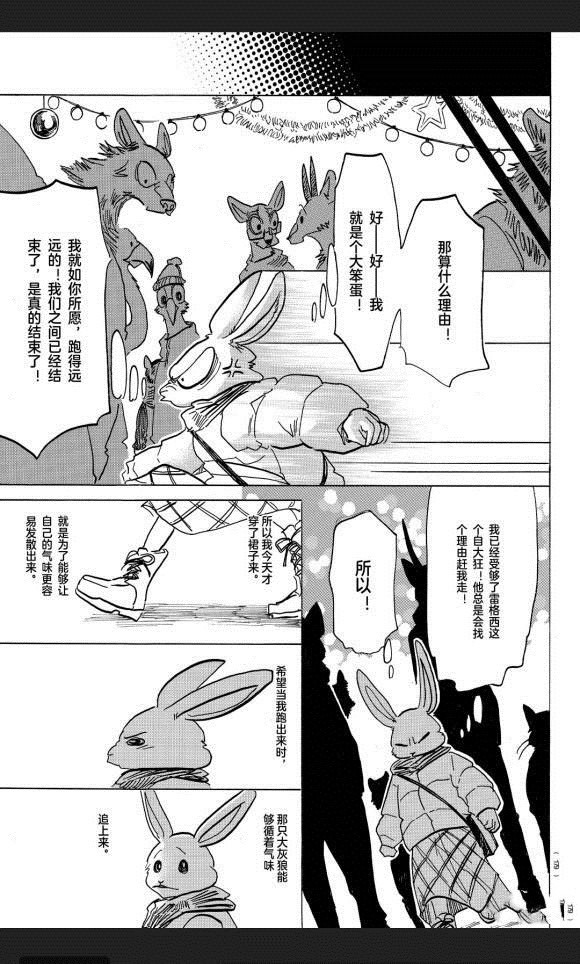 那算什么理由！
好——好——我
就是个大笨蛋！
我就如你所愿，跑得远
远的！我们之间已经结
束了，是真的结束了！
我已经受够了雷格西这
个自大狂！他总是会找
个理由赶我走！
所以！
所以我今天才
穿了裙子来。
就是为了能够让
自己的气味更容
易发散出来。
希望当我跑出来时，
那只大灰狼能
够循着气味
追上来。
（179）
（179）